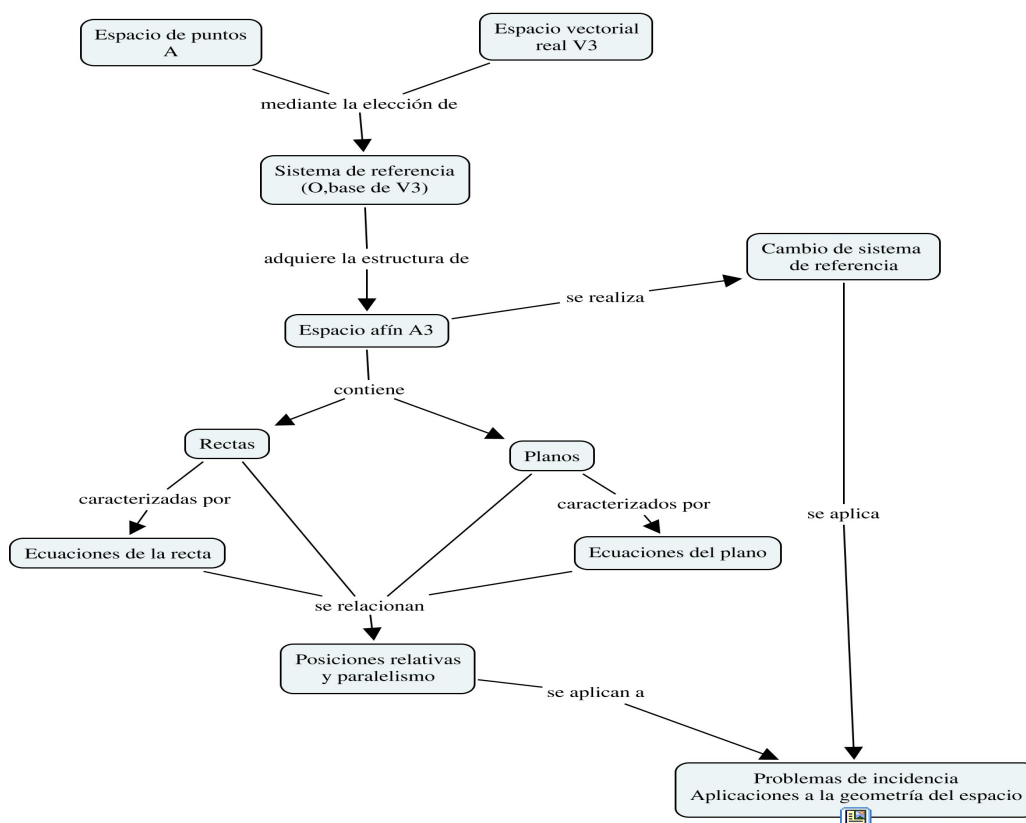 Espacio de puntos
A
Espacio vectorial
real V3
mediante la elección de
Sistema de referencia
(O,base de V3)
adquiere la estructura de
Cambio de sistema
de referencia
se realiza
Espacio afín A3
contiene
Rectas
Planos
caracterizadas por
caracterizados por
se aplica
Ecuaciones de la recta
Ecuaciones del plano
se relacionan
Posiciones relativas
y paralelismo
se aplican a
Problemas de incidencia
Aplicaciones a la geometría del espacio